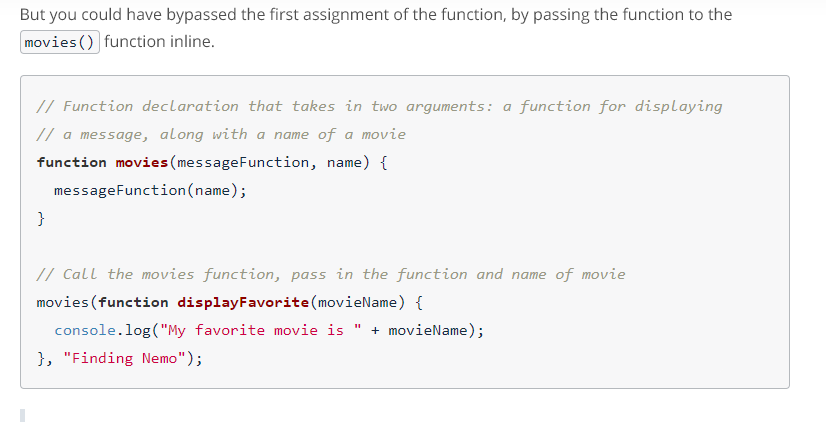 But you could have bypassed the first assignment of the function, by passing the function to the
movies() function inline.
// Function declaration that takes in two arguments: a function for displaying
// a message, along with a name of a movie
function movies(messageFunction, name) {
  messageFunction(name);
}
// Call the movies function, pass in the function and name of movie
movies(function displayFavorite(movieName) {
  console.log("My favorite movie is " + movieName);
}, "Finding Nemo");